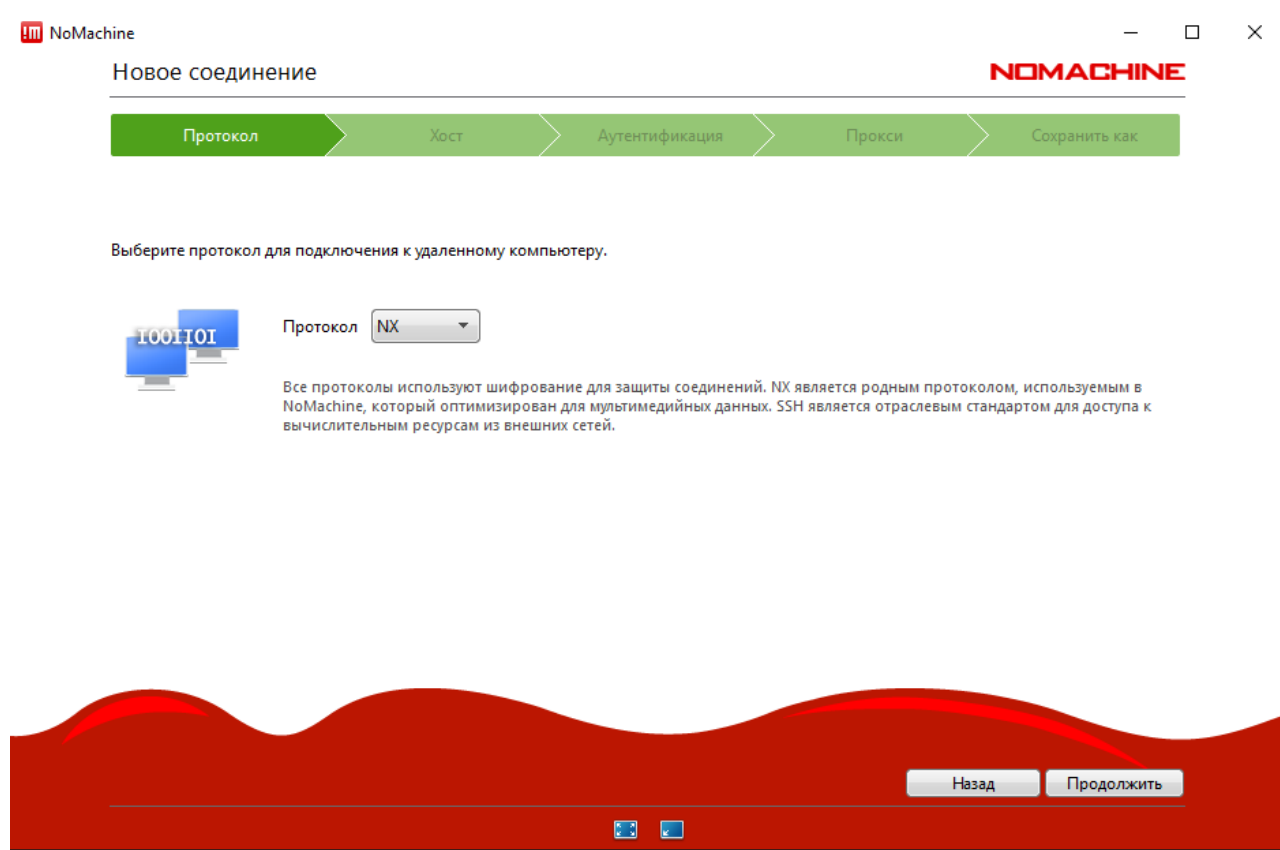 !m NoMachine
Новое соединение
NOMACHINE
Протокол
Хост
Аутентификация
Прокси
Сохранить как
Выберите протокол для подключения к удаленному компьютеру.
1001101
Протокол NX
Все протоколы используют шифрование для защиты соединений. NX является родным протоколом, используемым в
NoMachine, который оптимизирован для мультимедийных данных. SSH является отраслевым стандартом для доступа к
вычислительным ресурсам из внешних сетей.
Назад
Продолжить